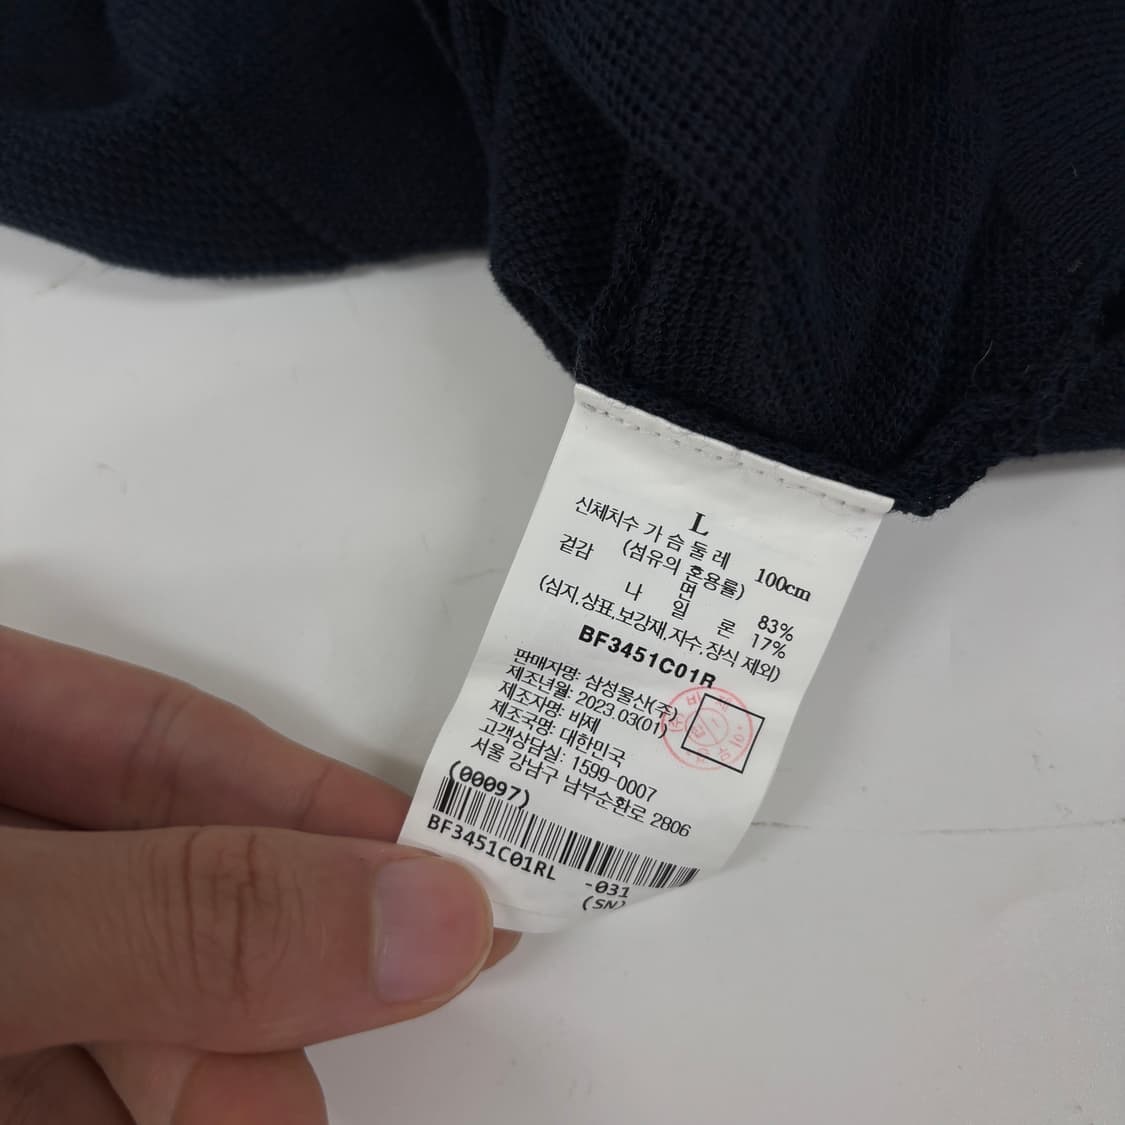 L
신체치수 가 슴 둘 레 100cm
(섬유의 혼용률)
겉감 면 83%
나 일 론 17%
(심지,상표,보강재,자수,장식 제외)
BF3451C01R
판매자명: 삼성물산(주)
제조년월: 2023.03(01)
제조자명: 바제
제조국명: 대한민국
고객상담실: 1599-0007
서울 강남구 남부순환로 2806
(00097)
BF3451C01RL -031
(SN)